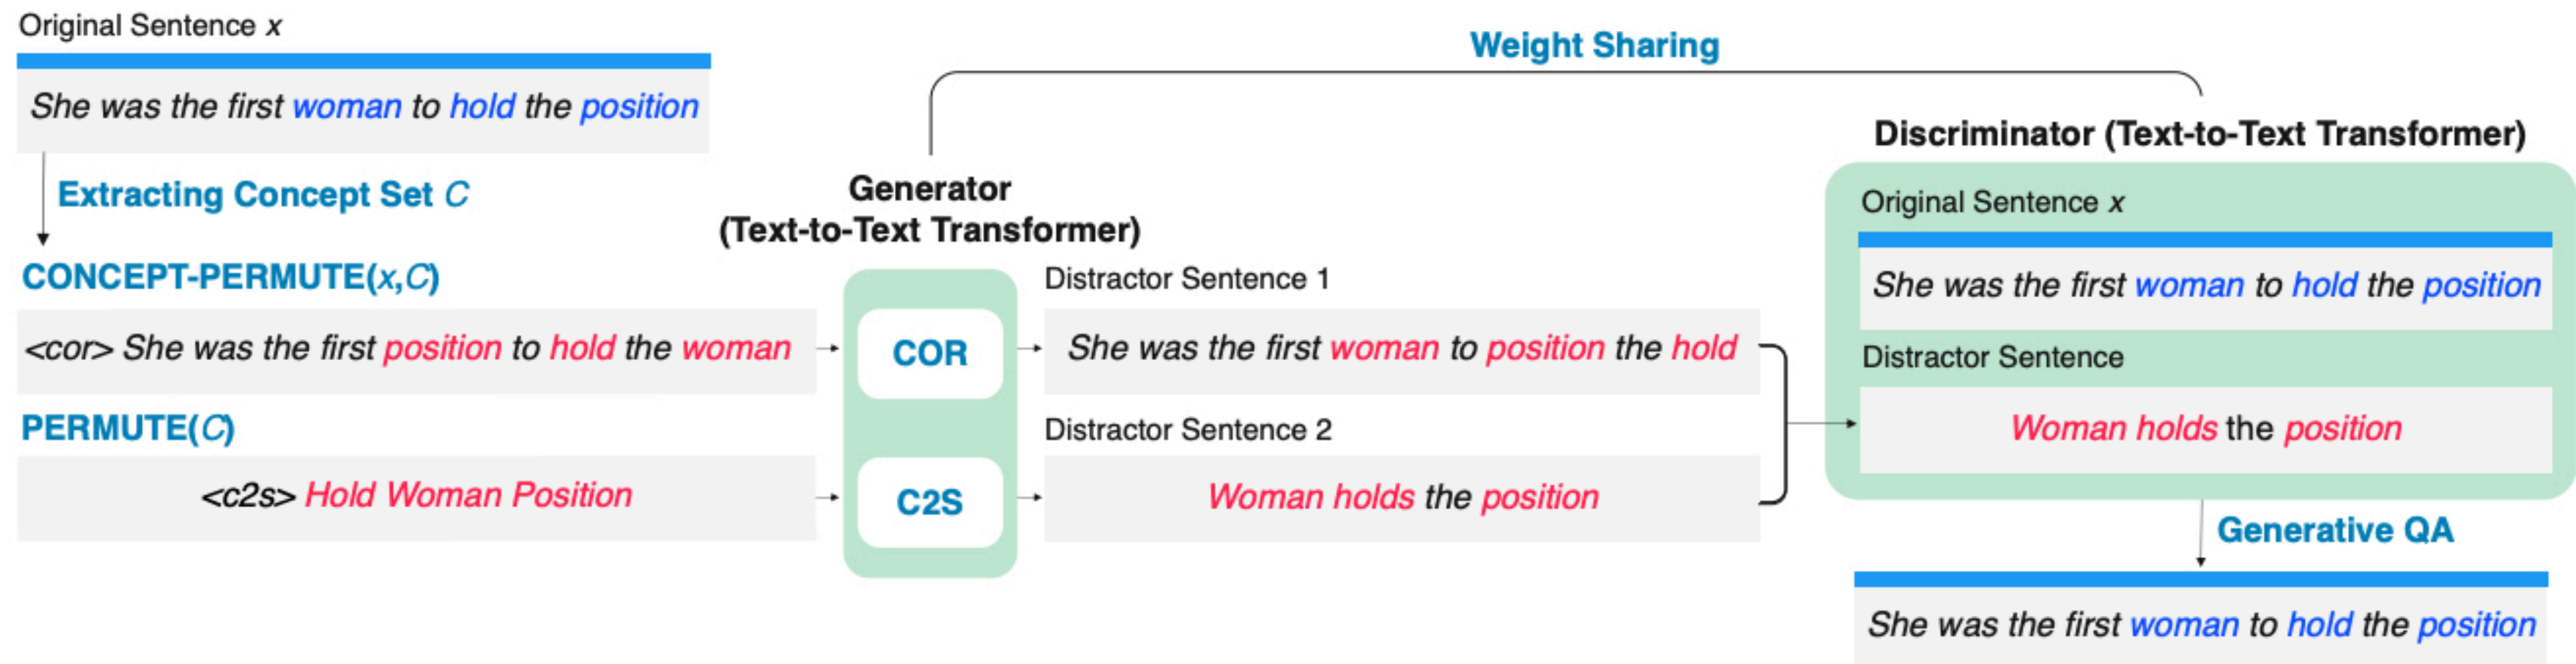 Original Sentence x
She was the first woman to hold the position
Extracting Concept Set C
CONCEPT-PERMUTE(x,C)
<cor> She was the first position to hold the woman
PERMUTE(C)
<c2s> Hold Woman Position
Weight Sharing
Generator
(Text-to-Text Transformer)
COR
C2S
Distractor Sentence 1
She was the first woman to position the hold
Distractor Sentence 2
Woman holds the position
Discriminator (Text-to-Text Transformer)
Original Sentence x
She was the first woman to hold the position
Distractor Sentence
Woman holds the position
Generative QA
She was the first woman to hold the position